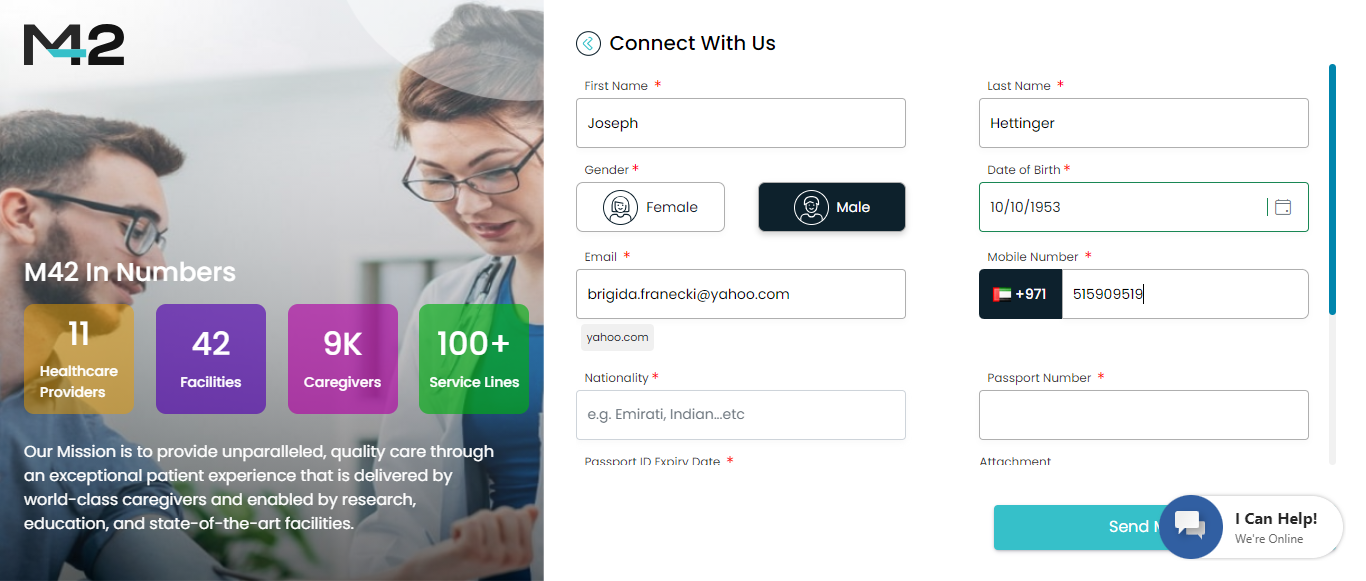 M42
M42 In Numbers
11
Healthcare
Providers
42
Facilities
9K
Caregivers
100+
Service Lines
Our Mission is to provide unparalleled, quality care through
an exceptional patient experience that is delivered by
world-class caregivers and enabled by research,
education, and state-of-the-art facilities.
Connect With Us
First Name *
Last Name *
Joseph
Hettinger
Gender *
Date of Birth *
Female
Male
10/10/1953
Email *
Mobile Number *
brigida.franecki@yahoo.com
+971
515909519
yahoo.com
Nationality *
Passport Number *
e.g. Emirati, Indian...etc
Passport ID Expiry Date *
Attachment
Send
I Can Help!
We're Online